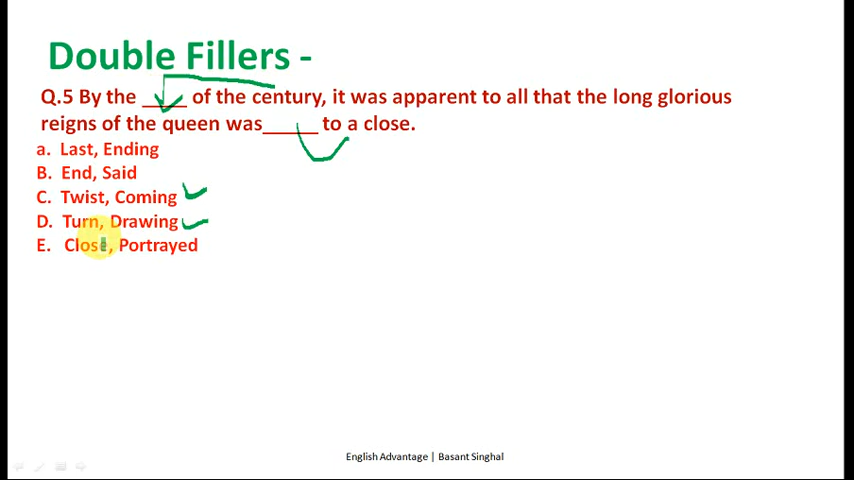 Double Fillers -
Q.5 By the ____ of the century, it was apparent to all that the long glorious
reigns of the queen was_____ to a close.
a. Last, Ending
B. End, Said
C. Twist, Coming
D. Turn, Drawing
E. Close, Portrayed
English Advantage | Basant Singhal